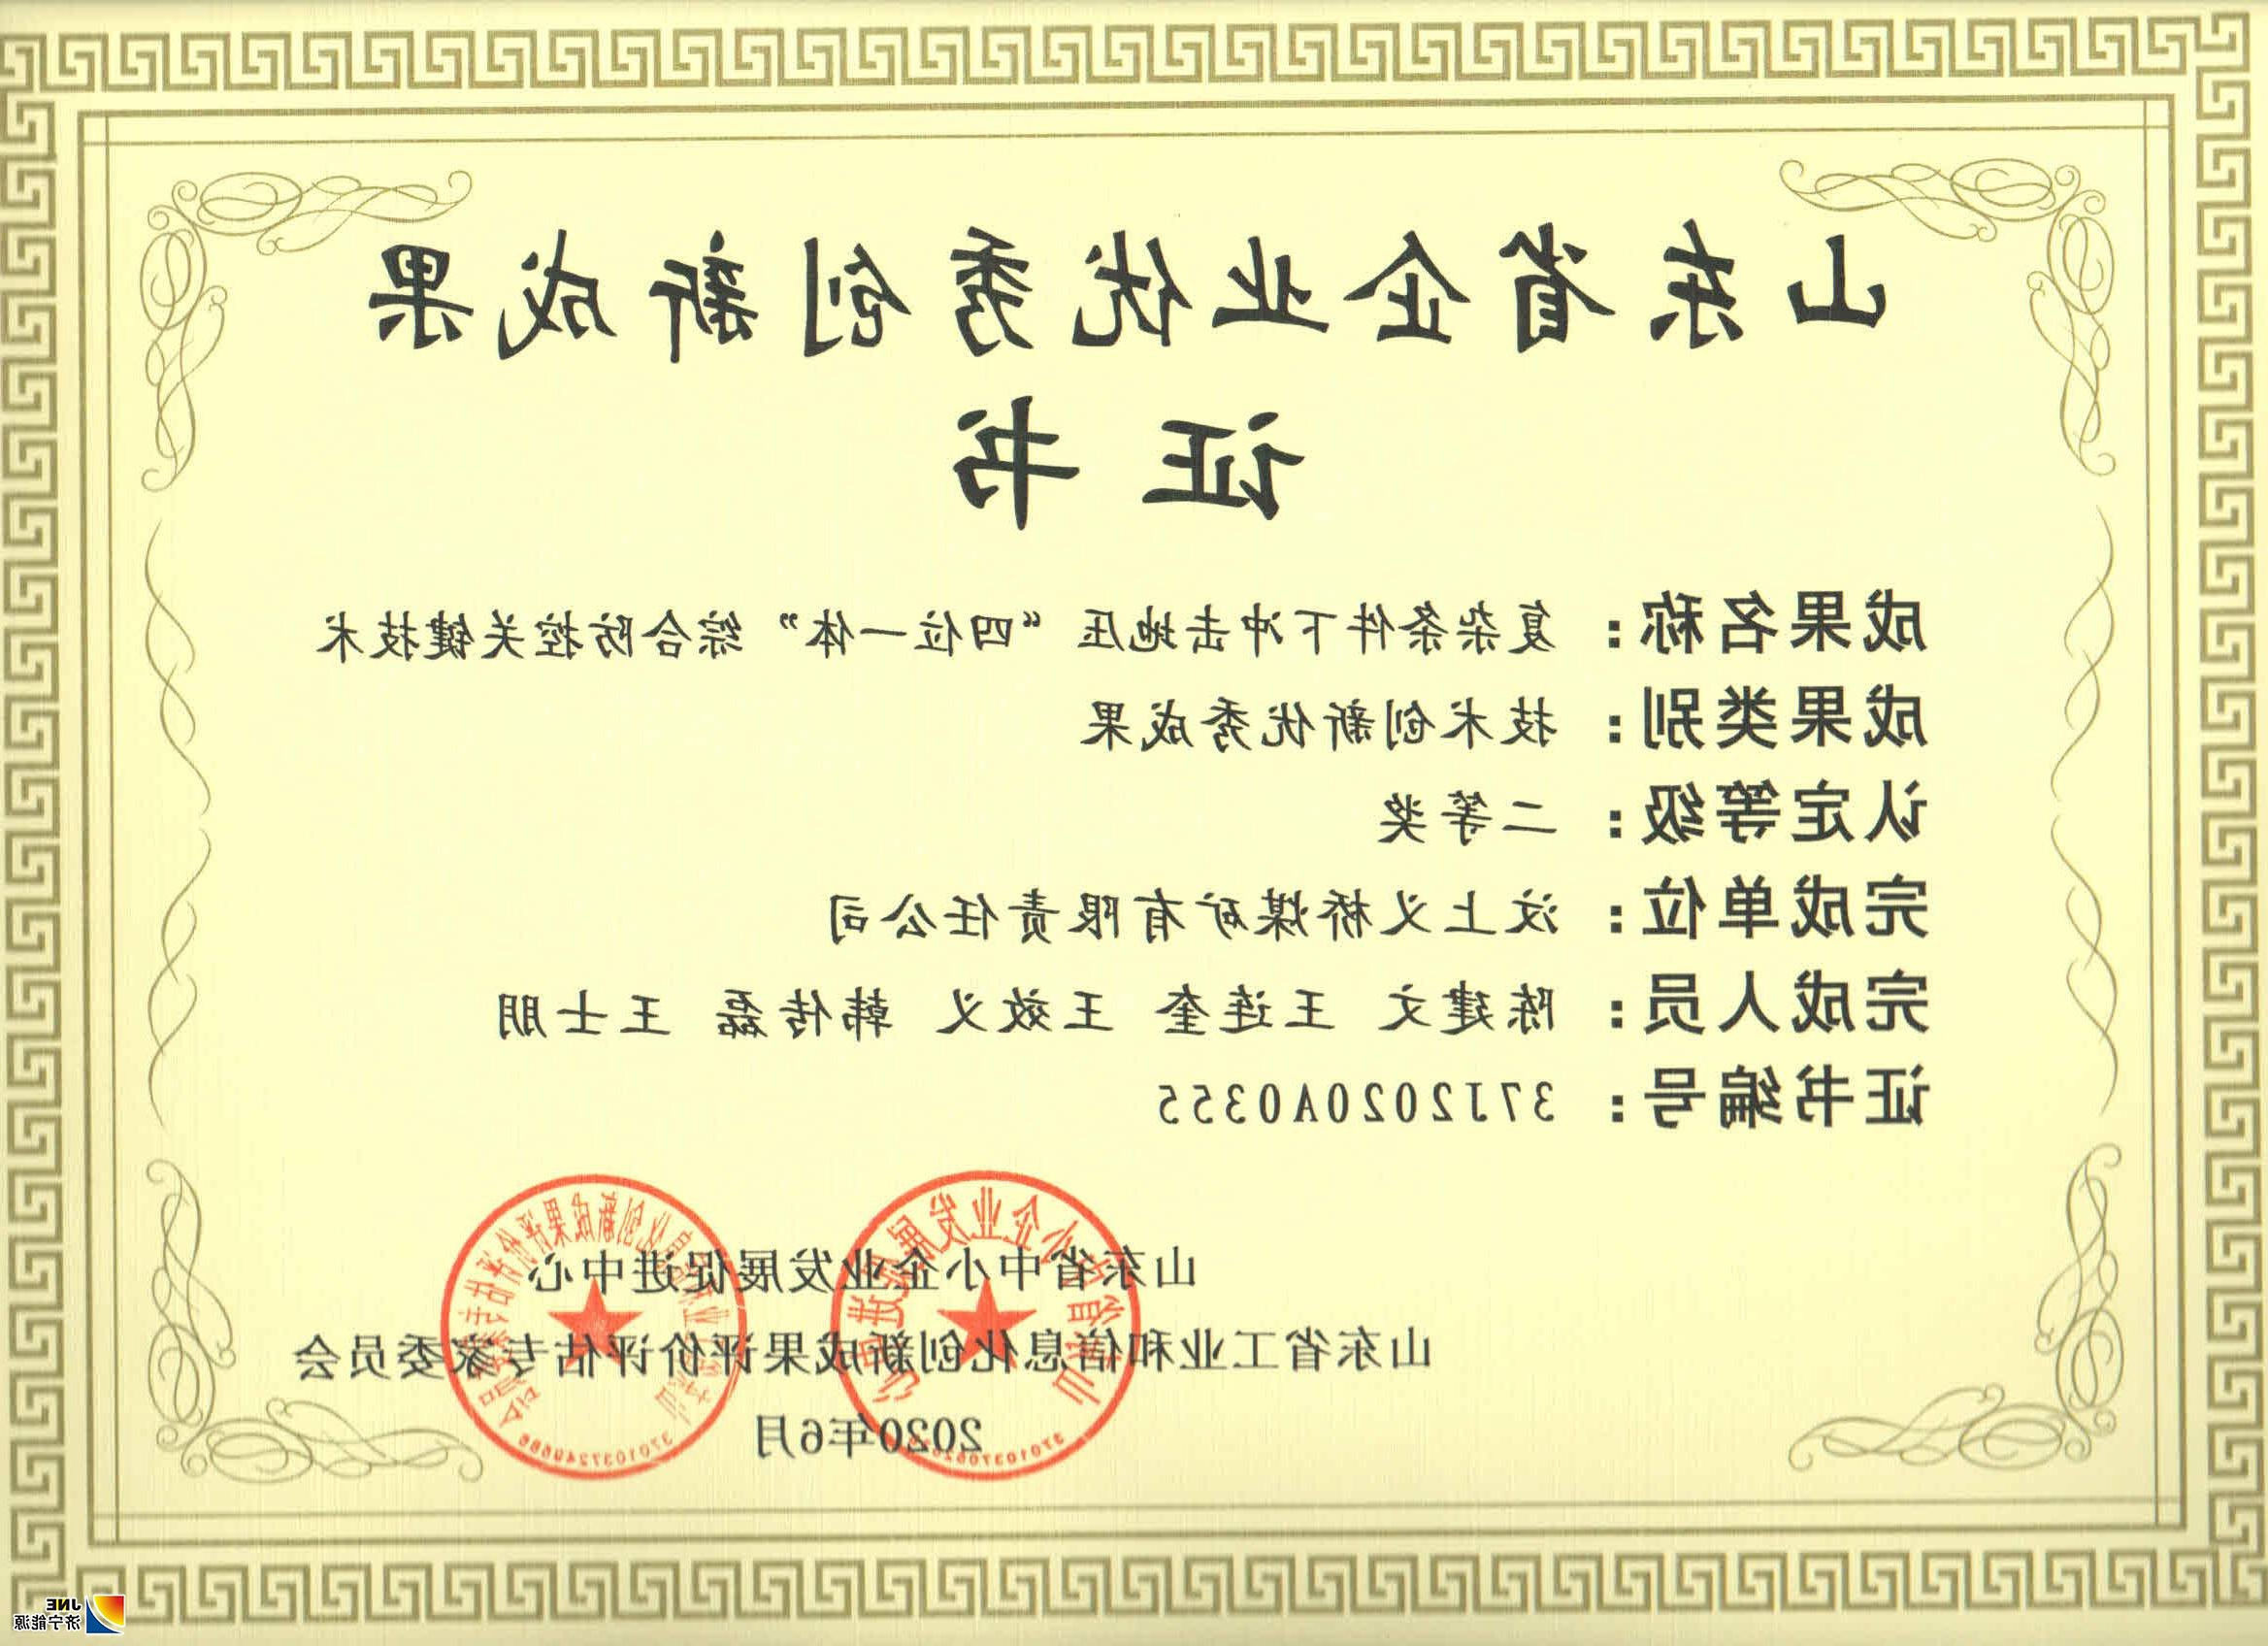 山东省企业优秀创新成果
证书
成果名称：复杂条件下冲击地压“四位一体”综合防控关键技术
成果类别：技术创新优秀成果
认定等级：二等奖
完成单位：汶上义桥煤矿有限责任公司
完成人员：陈建文 王连奎 王效义 韩传磊 王士朋
证书编号：37J2020A0355
山东省中小企业发展促进中心
山东省工业和信息化创新成果评价评估专家委员会
2020年6月
JNE
济宁能源